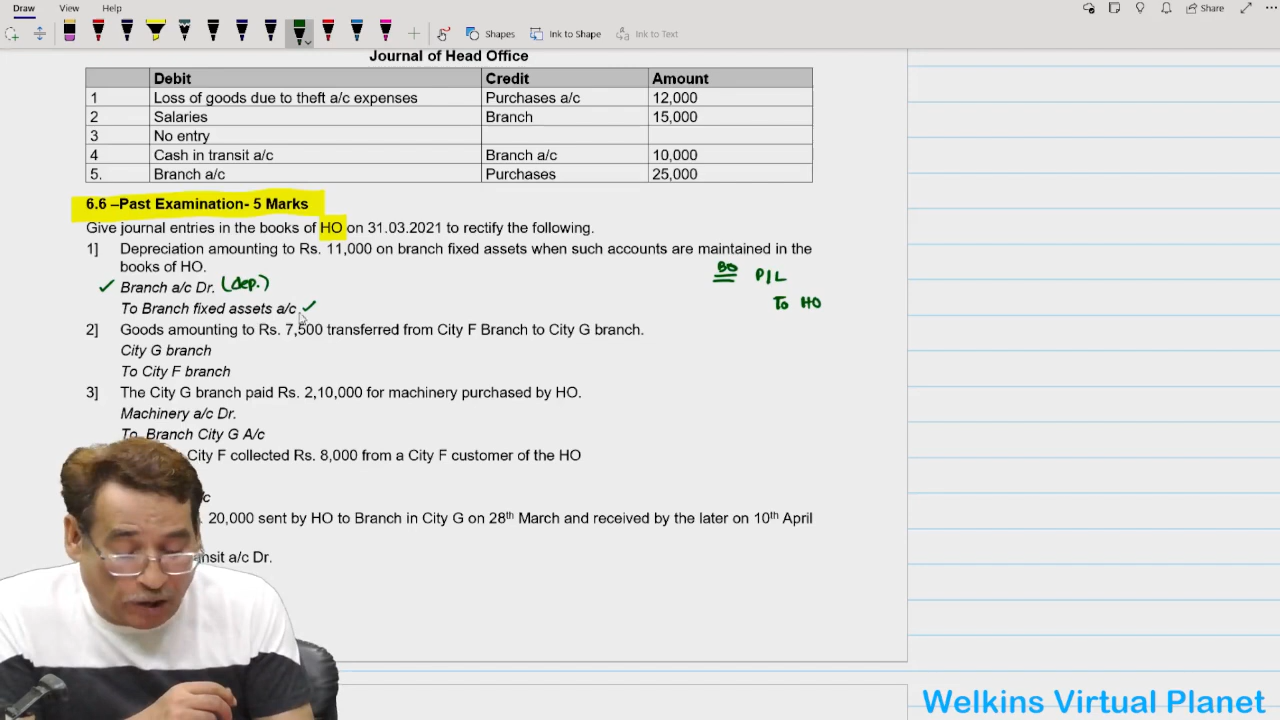 Draw View Help
Shapes Ink to Shape Ink to Text Share
Journal of Head Office
Debit Credit Amount
1 Loss of goods due to theft a/c expenses Purchases a/c 12,000
2 Salaries Branch 15,000
3 No entry
4 Cash in transit a/c Branch a/c 10,000
5. Branch a/c Purchases 25,000
6.6 –Past Examination- 5 Marks
Give journal entries in the books of HO on 31.03.2021 to rectify the following.
1] Depreciation amounting to Rs. 11,000 on branch fixed assets when such accounts are maintained in the
books of HO.
BO P/L
Branch a/c Dr. (dep.)
To HO
To Branch fixed assets a/c
2] Goods amounting to Rs. 7,500 transferred from City F Branch to City G branch.
City G branch
To City F branch
3] The City G branch paid Rs. 2,10,000 for machinery purchased by HO.
Machinery a/c Dr.
To Branch City G A/c
City F collected Rs. 8,000 from a City F customer of the HO
/c
20,000 sent by HO to Branch in City G on 28th March and received by the later on 10th April
nsit a/c Dr.
Welkins Virtual Planet